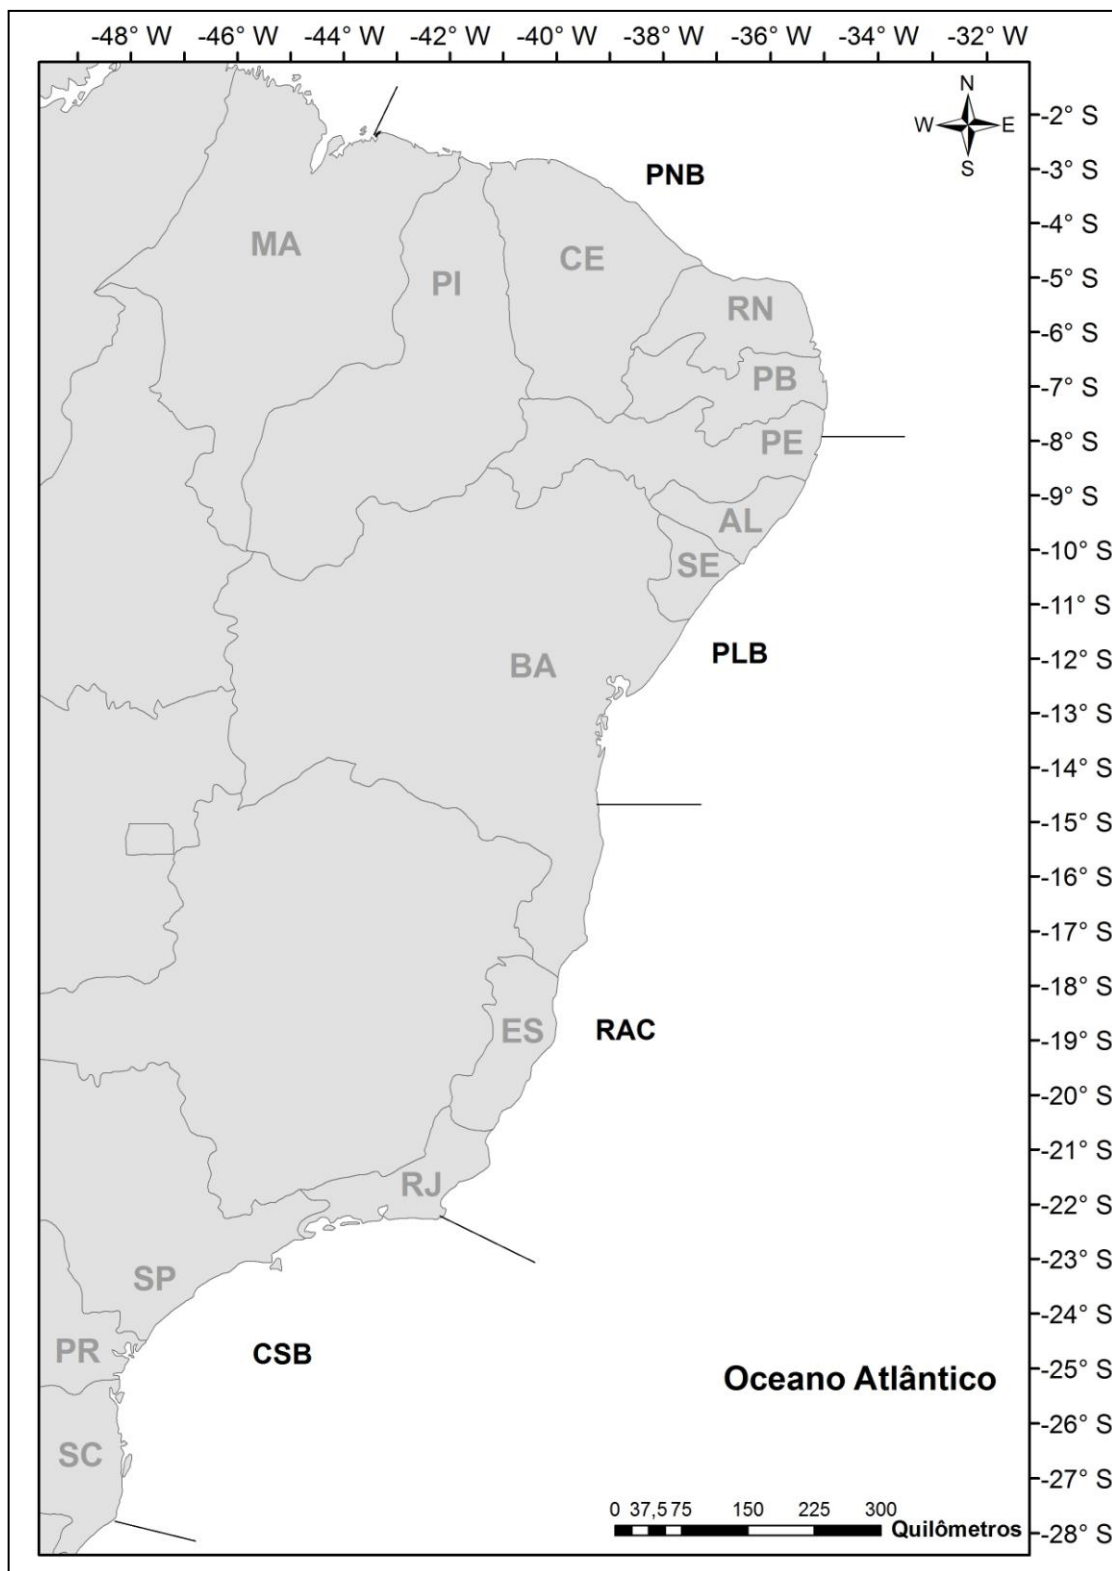 -48° W -46° W -44° W -42° W -40° W -38° W -36° W -34° W -32° W
N
W E
S
-2° S
-3° S
PNB
-4° S
MA
CE
PI
-5° S
RN
-6° S
PB
-7° S
PE
-8° S
-9° S
AL
-10° S
SE
-11° S
PLB
BA
-12° S
-13° S
-14° S
-15° S
-16° S
-17° S
-18° S
ES
RAC
-19° S
-20° S
-21° S
RJ
-22° S
-23° S
SP
-24° S
PR
CSB
-25° S
Oceano Atlântico
-26° S
SC
-27° S
0 37,5 75 150 225 300
Quilômetros
-28° S